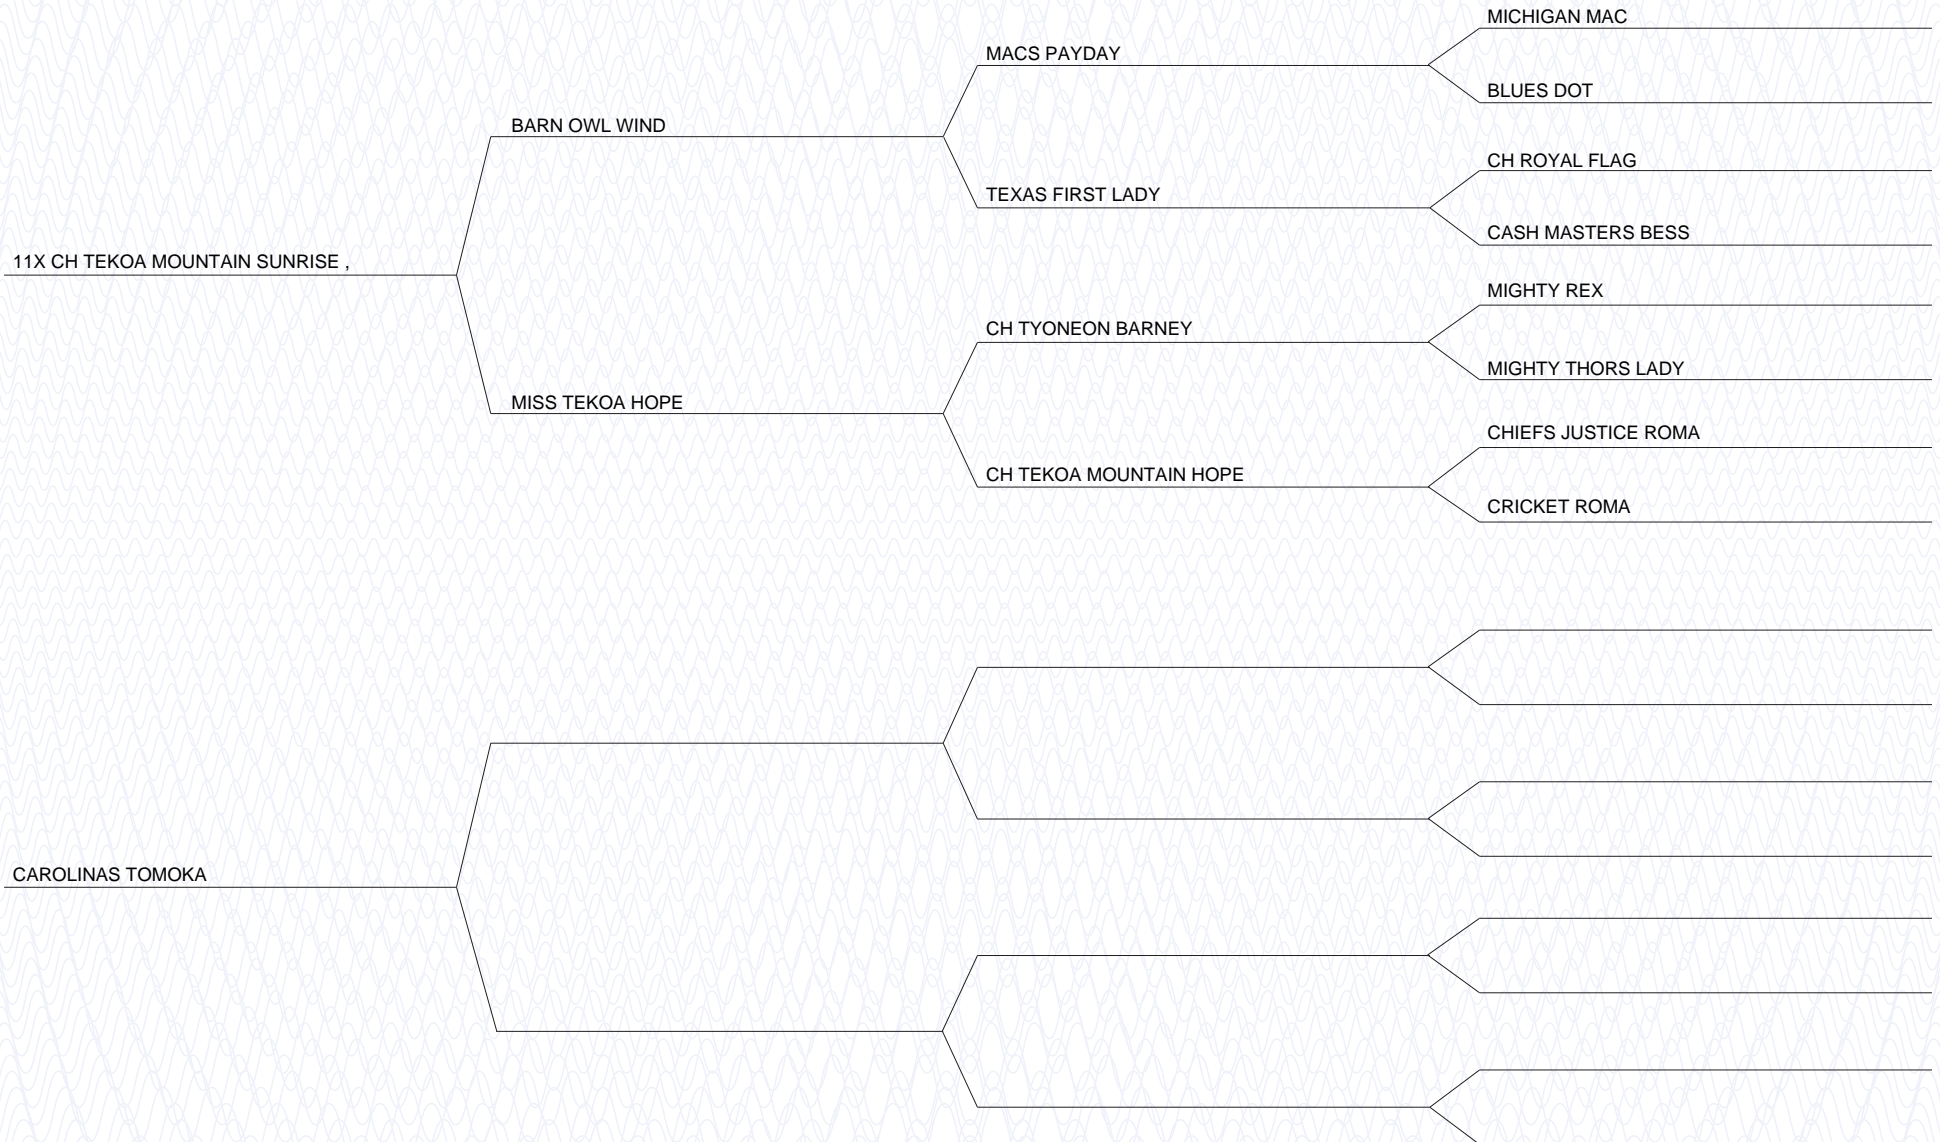 MICHIGAN MAC
MACS PAYDAY
BLUES DOT
BARN OWL WIND
CH ROYAL FLAG
TEXAS FIRST LADY
CASH MASTERS BESS
11X CH TEKOA MOUNTAIN SUNRISE ,
MIGHTY REX
CH TYONEON BARNEY
MIGHTY THORS LADY
MISS TEKOA HOPE
CHIEFS JUSTICE ROMA
CH TEKOA MOUNTAIN HOPE
CRICKET ROMA
CAROLINAS TOMOKA